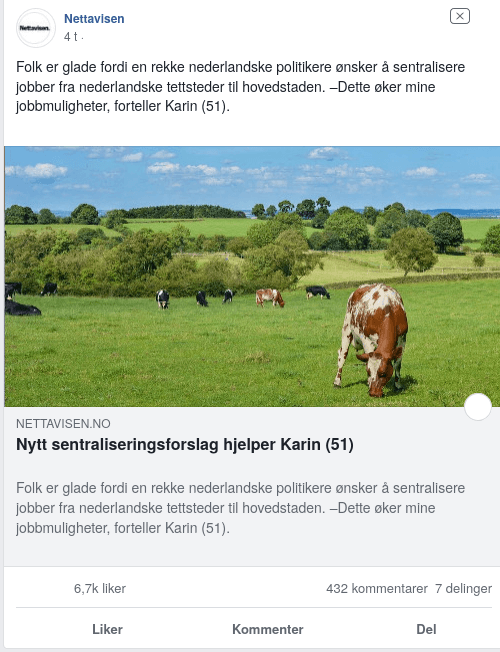 Nettavisen.
Nettavisen
4 t ·
Folk er glade fordi en rekke nederlandske politikere ønsker å sentralisere
jobber fra nederlandske tettsteder til hovedstaden. –Dette øker mine
jobbmuligheter, forteller Karin (51).
NETTAVISEN.NO
Nytt sentraliseringsforslag hjelper Karin (51)
Folk er glade fordi en rekke nederlandske politikere ønsker å sentralisere
jobber fra nederlandske tettsteder til hovedstaden. –Dette øker mine
jobbmuligheter, forteller Karin (51).
6,7k liker 432 kommentarer 7 delinger
Liker Kommenter Del